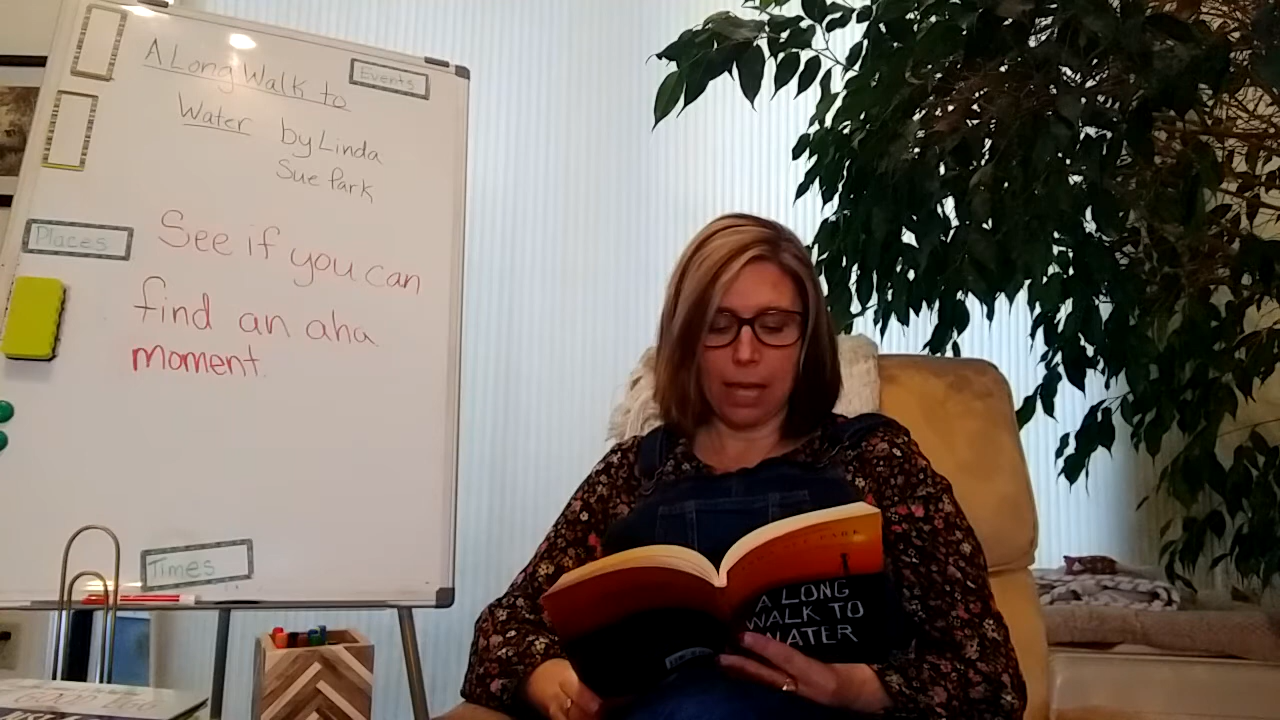 A Long Walk to
Water by Linda
Sue Park
Events
Places
See if you can
find an aha
moment.
Times
PARK
A LONG
WALK TO
WATER